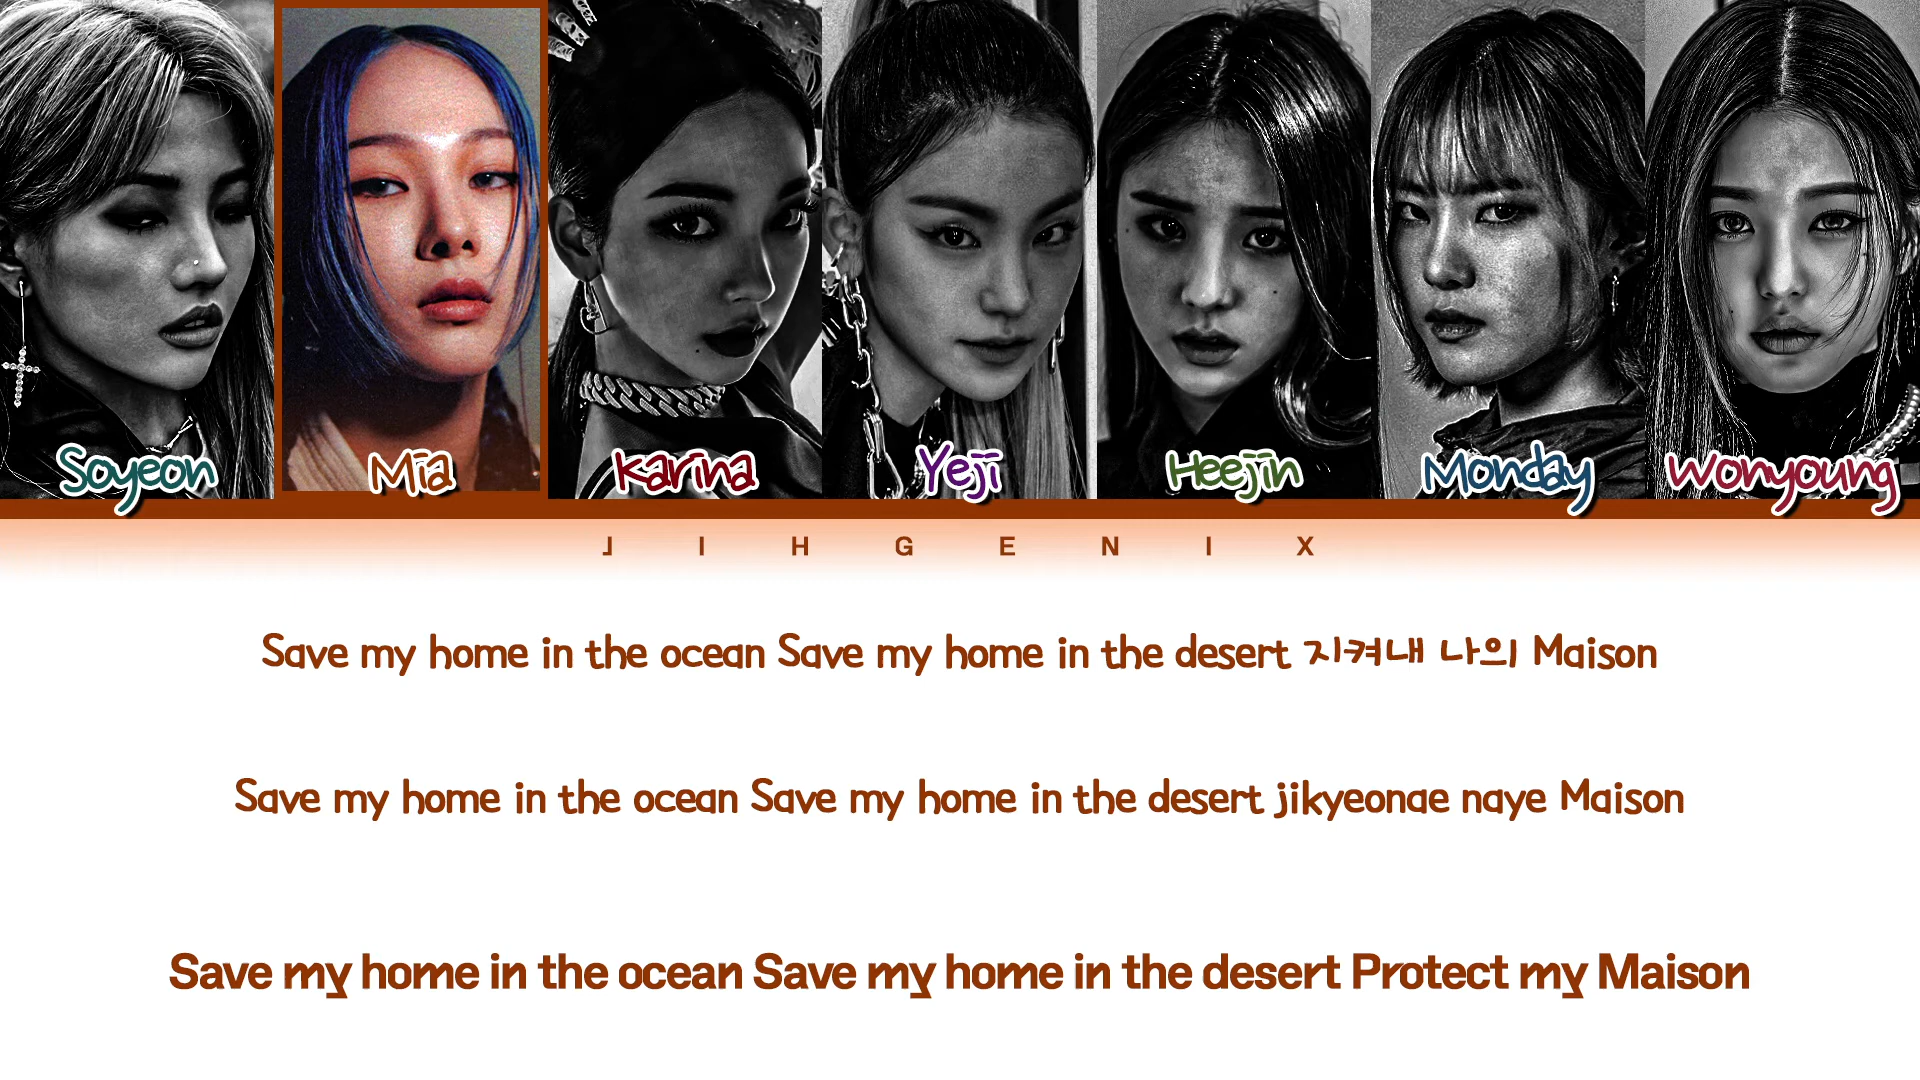 Soyeon Mia Karina Yeji Heejin Monday Wonyoung
J I H G E N I X
Save my home in the ocean Save my home in the desert 지켜내 나의 Maison
Save my home in the ocean Save my home in the desert jikyeonae naye Maison
Save my home in the ocean Save my home in the desert Protect my Maison